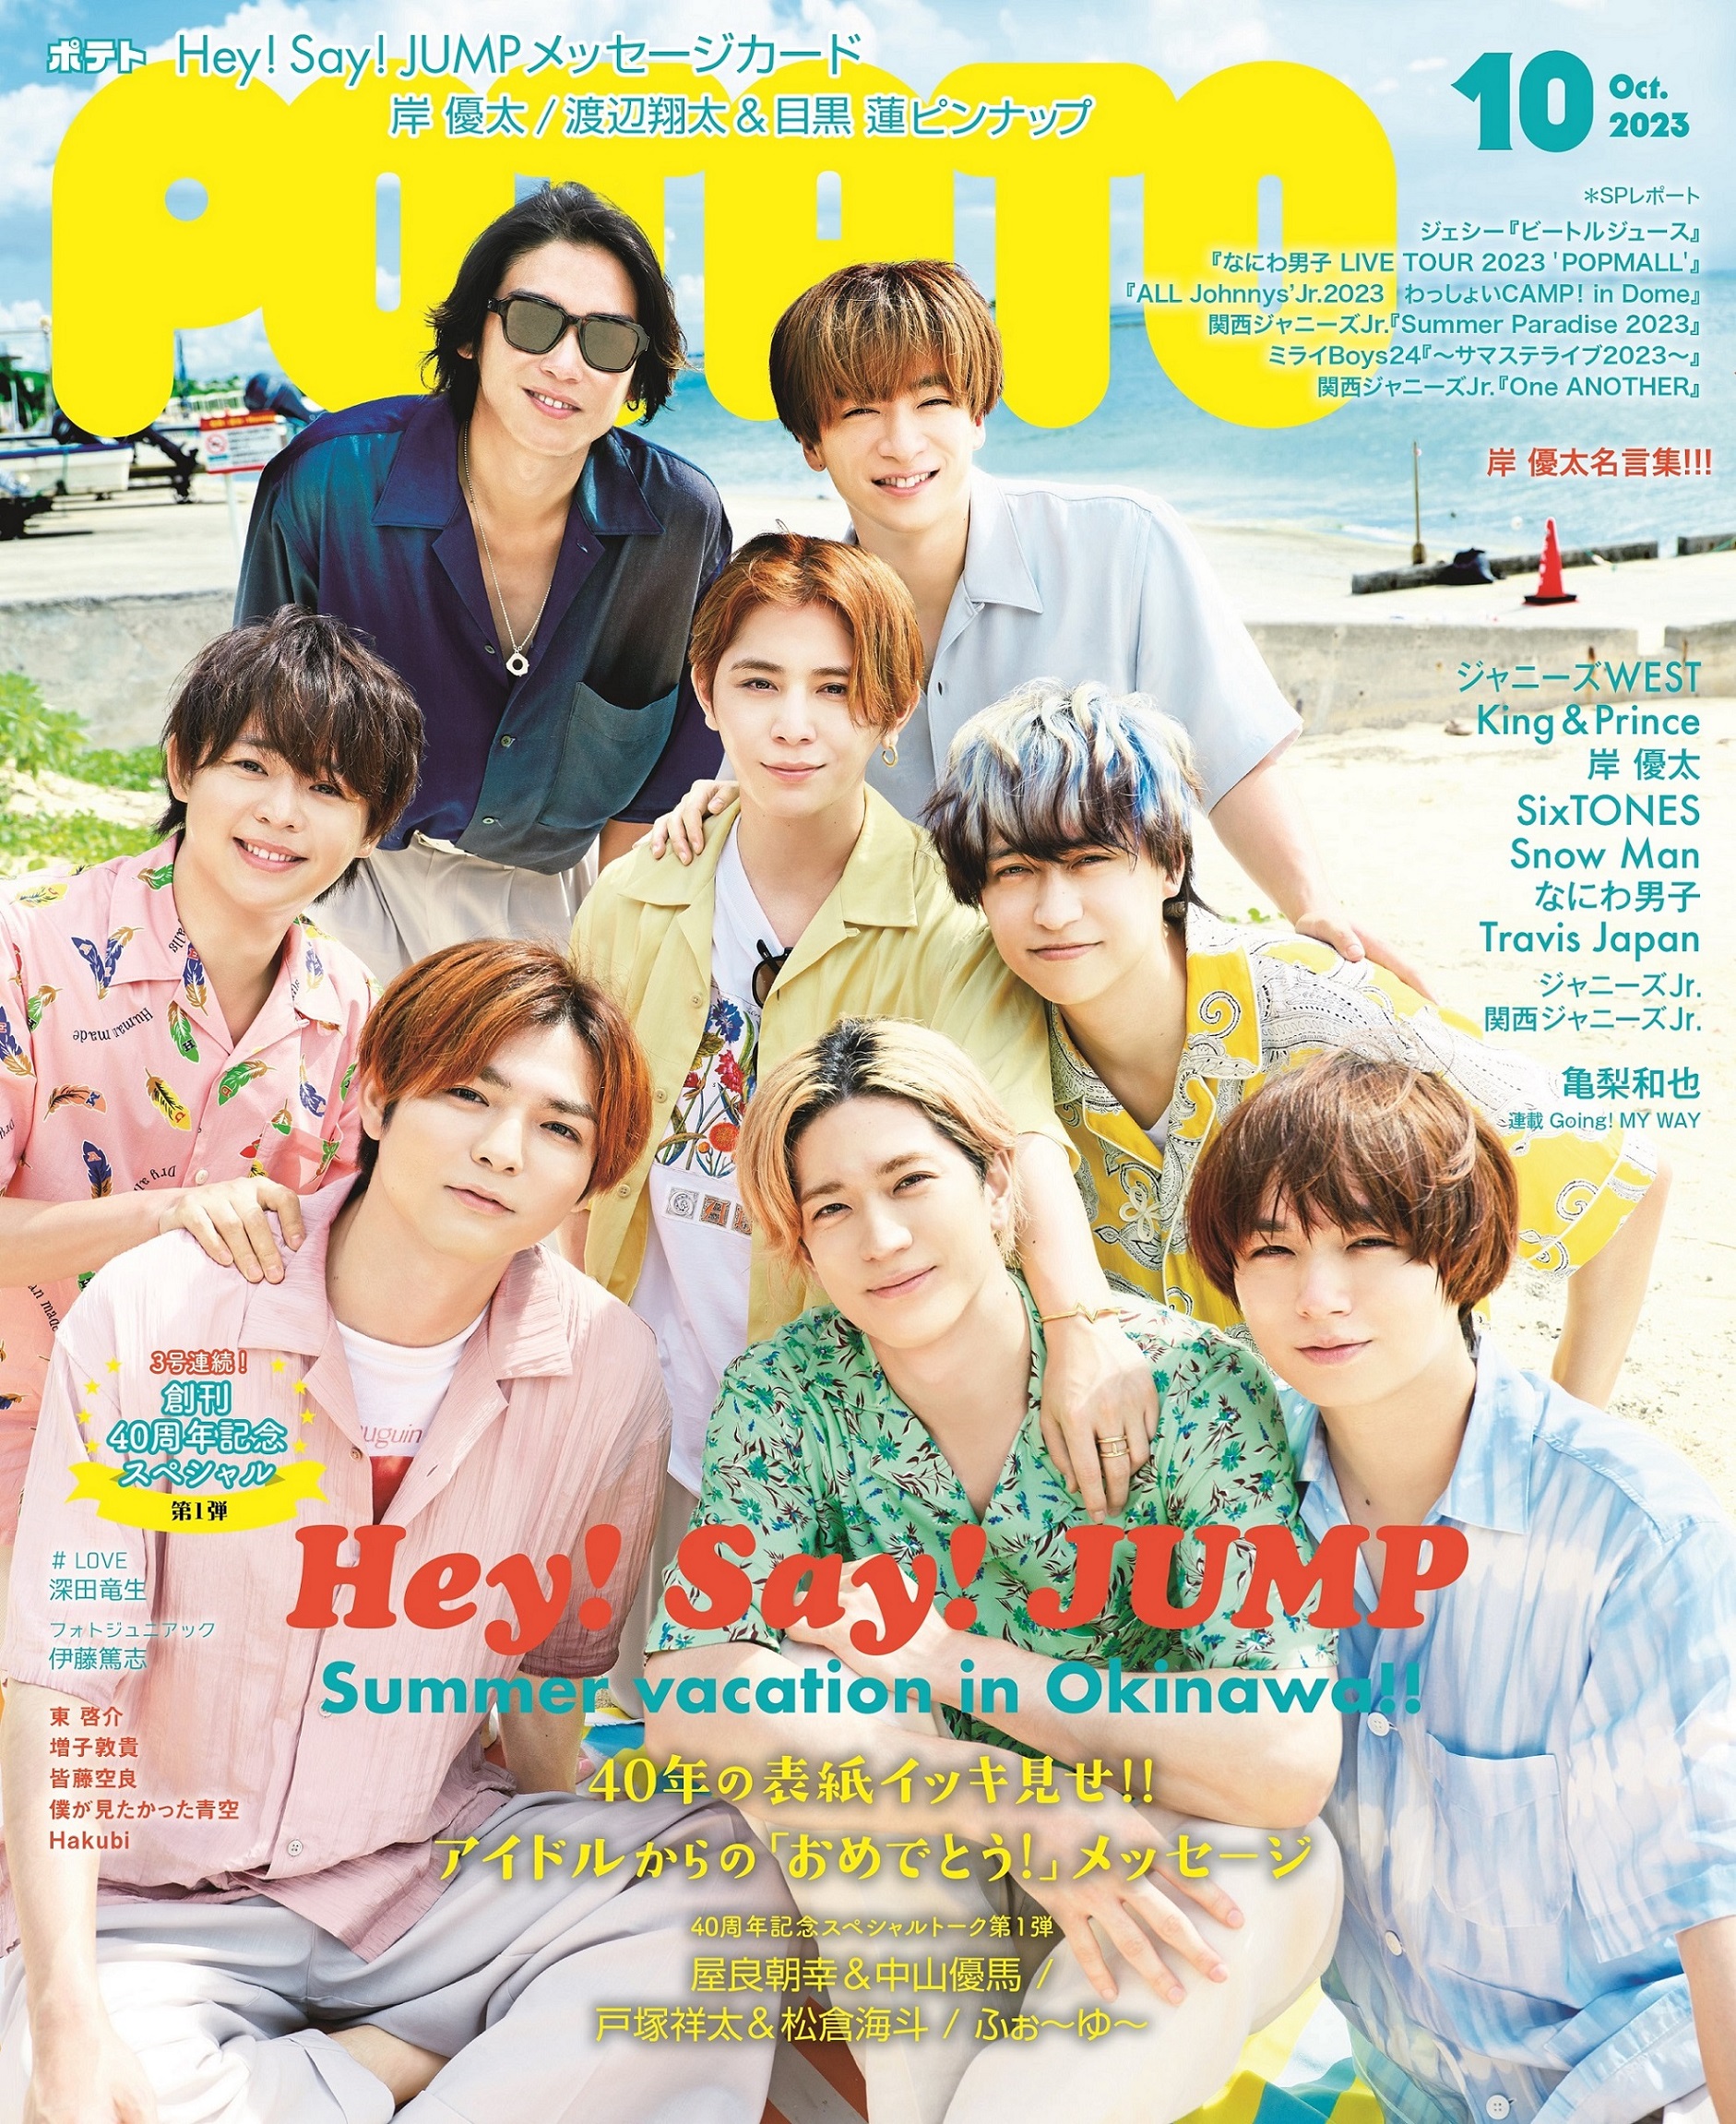 ポテト
Hey! Say! JUMPメッセージカード
岸 優太 / 渡辺翔太&目黒 蓮ピンナップ
POTATO
10 Oct. 2023
＊SPレポート
ジェシー『ビートルジュース』
『なにわ男子 LIVE TOUR 2023 'POPMALL'』
『ALL Johnnys'Jr.2023 わっしょいCAMP! in Dome』
関西ジャニーズJr.『Summer Paradise 2023』
ミライBoys24『〜サマステライブ2023〜』
関西ジャニーズJr.『One ANOTHER』
岸 優太名言集!!!
ジャニーズWEST
King&Prince
岸 優太
SixTONES
Snow Man
なにわ男子
Travis Japan
ジャニーズJr.
関西ジャニーズJr.
亀梨和也
連載 Going! MY WAY
Human made
3号連続！
創刊
40周年記念
スペシャル
第1弾
Hey! Say! JUMP
Summer vacation in Okinawa!!
# LOVE
深田竜生
フォトジュニアック
伊藤篤志
東 啓介
増子敦貴
皆藤空良
僕が見たかった青空
Hakubi
40年の表紙イッキ見せ!!
アイドルからの「おめでとう!」メッセージ
40周年記念スペシャルトーク第1弾
屋良朝幸&中山優馬 /
戸塚祥太&松倉海斗 / ふぉ〜ゆ〜